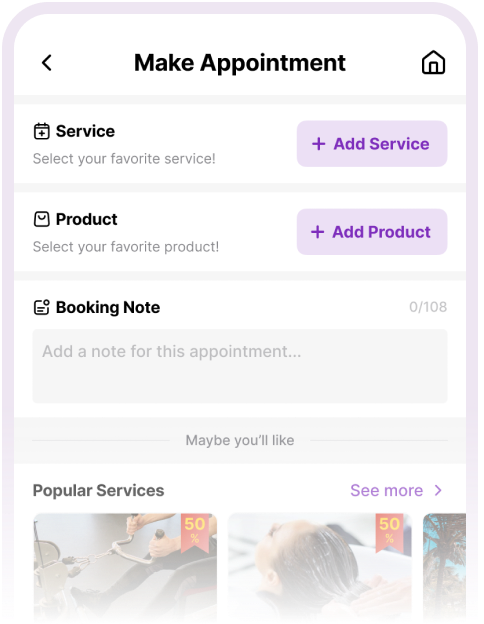 Make Appointment
Service
Select your favorite service!
+ Add Service
Product
Select your favorite product!
+ Add Product
Booking Note
0/108
Add a note for this appointment...
Maybe you'll like
Popular Services
See more
50
%
50
%